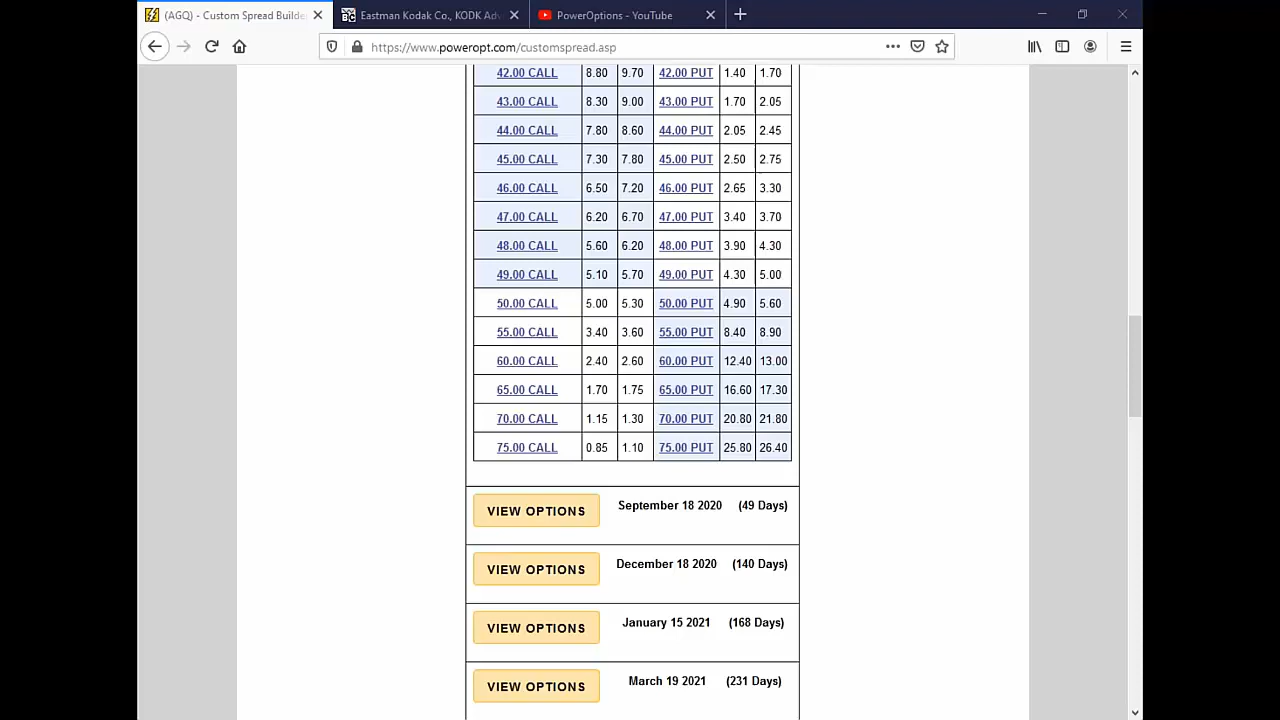 (AGQ) - Custom Spread Builde
Eastman Kodak Co., KODK Adv
PowerOptions - YouTube
https://www.poweropt.com/customspread.asp
42.00 CALL 8.80 9.70 42.00 PUT 1.40 1.70
43.00 CALL 8.30 9.00 43.00 PUT 1.70 2.05
44.00 CALL 7.80 8.60 44.00 PUT 2.05 2.45
45.00 CALL 7.30 7.80 45.00 PUT 2.50 2.75
46.00 CALL 6.50 7.20 46.00 PUT 2.65 3.30
47.00 CALL 6.20 6.70 47.00 PUT 3.40 3.70
48.00 CALL 5.60 6.20 48.00 PUT 3.90 4.30
49.00 CALL 5.10 5.70 49.00 PUT 4.30 5.00
50.00 CALL 5.00 5.30 50.00 PUT 4.90 5.60
55.00 CALL 3.40 3.60 55.00 PUT 8.40 8.90
60.00 CALL 2.40 2.60 60.00 PUT 12.40 13.00
65.00 CALL 1.70 1.75 65.00 PUT 16.60 17.30
70.00 CALL 1.15 1.30 70.00 PUT 20.80 21.80
75.00 CALL 0.85 1.10 75.00 PUT 25.80 26.40
VIEW OPTIONS September 18 2020 (49 Days)
VIEW OPTIONS December 18 2020 (140 Days)
VIEW OPTIONS January 15 2021 (168 Days)
VIEW OPTIONS March 19 2021 (231 Days)